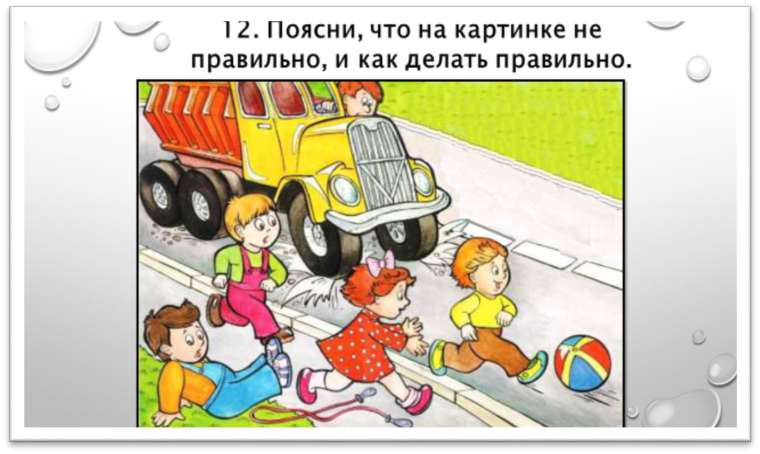 12. Поясни, что на картинке не
правильно, и как делать правильно.